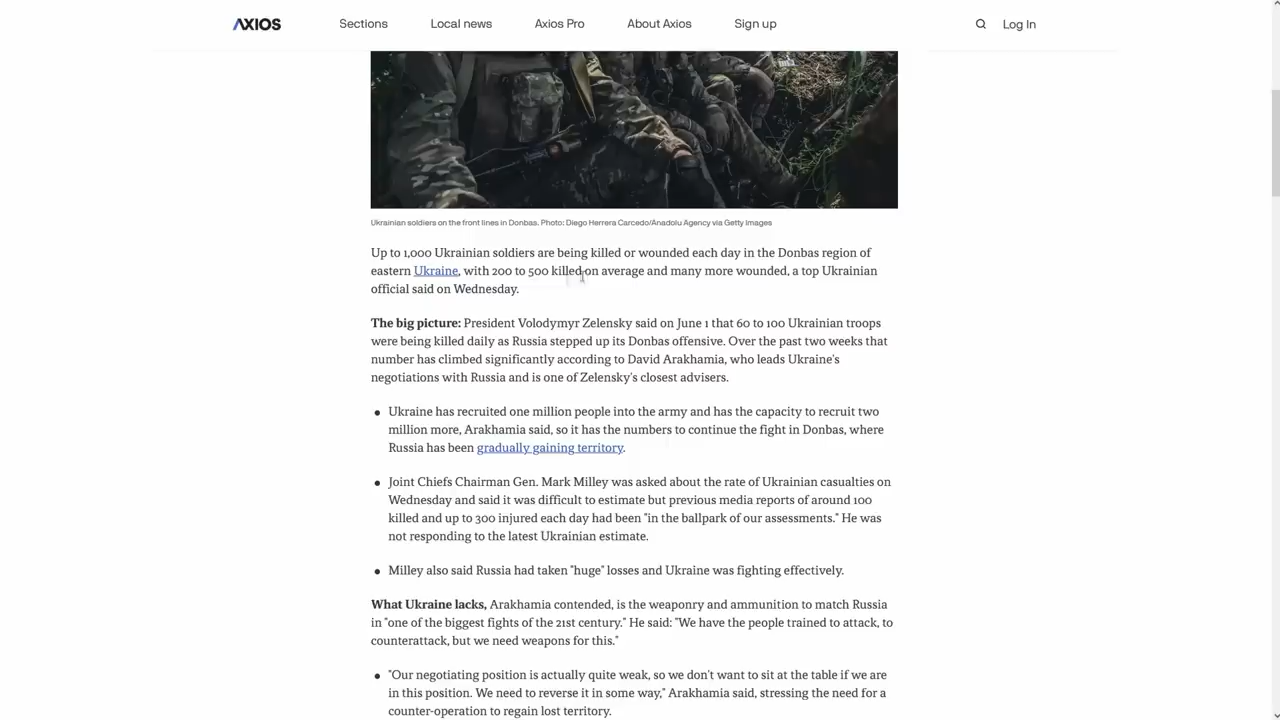 AXIOS Sections Local news Axios Pro About Axios Sign up Log In
Ukrainian soldiers on the front lines in Donbas. Photo: Diego Herrera Carcedo/Anadolu Agency via Getty Images
Up to 1,000 Ukrainian soldiers are being killed or wounded each day in the Donbas region of
eastern Ukraine, with 200 to 500 killed on average and many more wounded, a top Ukrainian
official said on Wednesday.
The big picture: President Volodymyr Zelensky said on June 1 that 60 to 100 Ukrainian troops
were being killed daily as Russia stepped up its Donbas offensive. Over the past two weeks that
number has climbed significantly according to David Arakhamia, who leads Ukraine's
negotiations with Russia and is one of Zelensky's closest advisers.
• Ukraine has recruited one million people into the army and has the capacity to recruit two
million more, Arakhamia said, so it has the numbers to continue the fight in Donbas, where
Russia has been gradually gaining territory.
• Joint Chiefs Chairman Gen. Mark Milley was asked about the rate of Ukrainian casualties on
Wednesday and said it was difficult to estimate but previous media reports of around 100
killed and up to 300 injured each day had been "in the ballpark of our assessments." He was
not responding to the latest Ukrainian estimate.
• Milley also said Russia had taken "huge" losses and Ukraine was fighting effectively.
What Ukraine lacks, Arakhamia contended, is the weaponry and ammunition to match Russia
in "one of the biggest fights of the 21st century." He said: "We have the people trained to attack, to
counterattack, but we need weapons for this."
• "Our negotiating position is actually quite weak, so we don't want to sit at the table if we are
in this position. We need to reverse it in some way," Arakhamia said, stressing the need for a
counter-operation to regain lost territory.